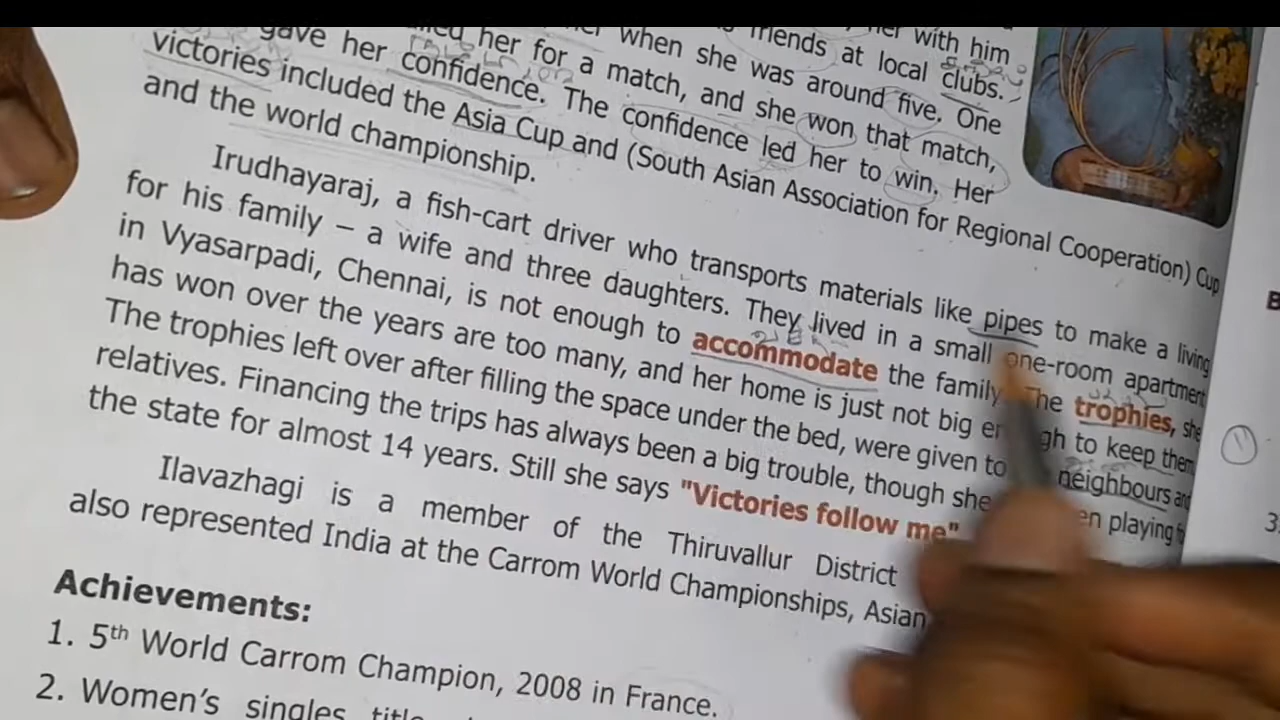 her with him
friends at local clubs.
her when she was around five. One
her for a match, and she won that match,
gave her confidence. The confidence led her to win. Her
victories included the Asia Cup and (South Asian Association for Regional Cooperation) Cup
and the world championship.
Irudhayaraj, a fish-cart driver who transports materials like pipes to make a living
for his family – a wife and three daughters. They lived in a small one-room apartment
in Vyasarpadi, Chennai, is not enough to accommodate the family. The trophies, she
has won over the years are too many, and her home is just not big to keep them
The trophies left over after filling the space under the bed, were given to neighbours and
relatives. Financing the trips has always been a big trouble, though she playing
the state for almost 14 years. Still she says "Victories follow me"
Ilavazhagi is a member of the Thiruvallur District
also represented India at the Carrom World Championships, Asian
Achievements:
1. 5th World Carrom Champion, 2008 in France.
2. Women's singles title
3.